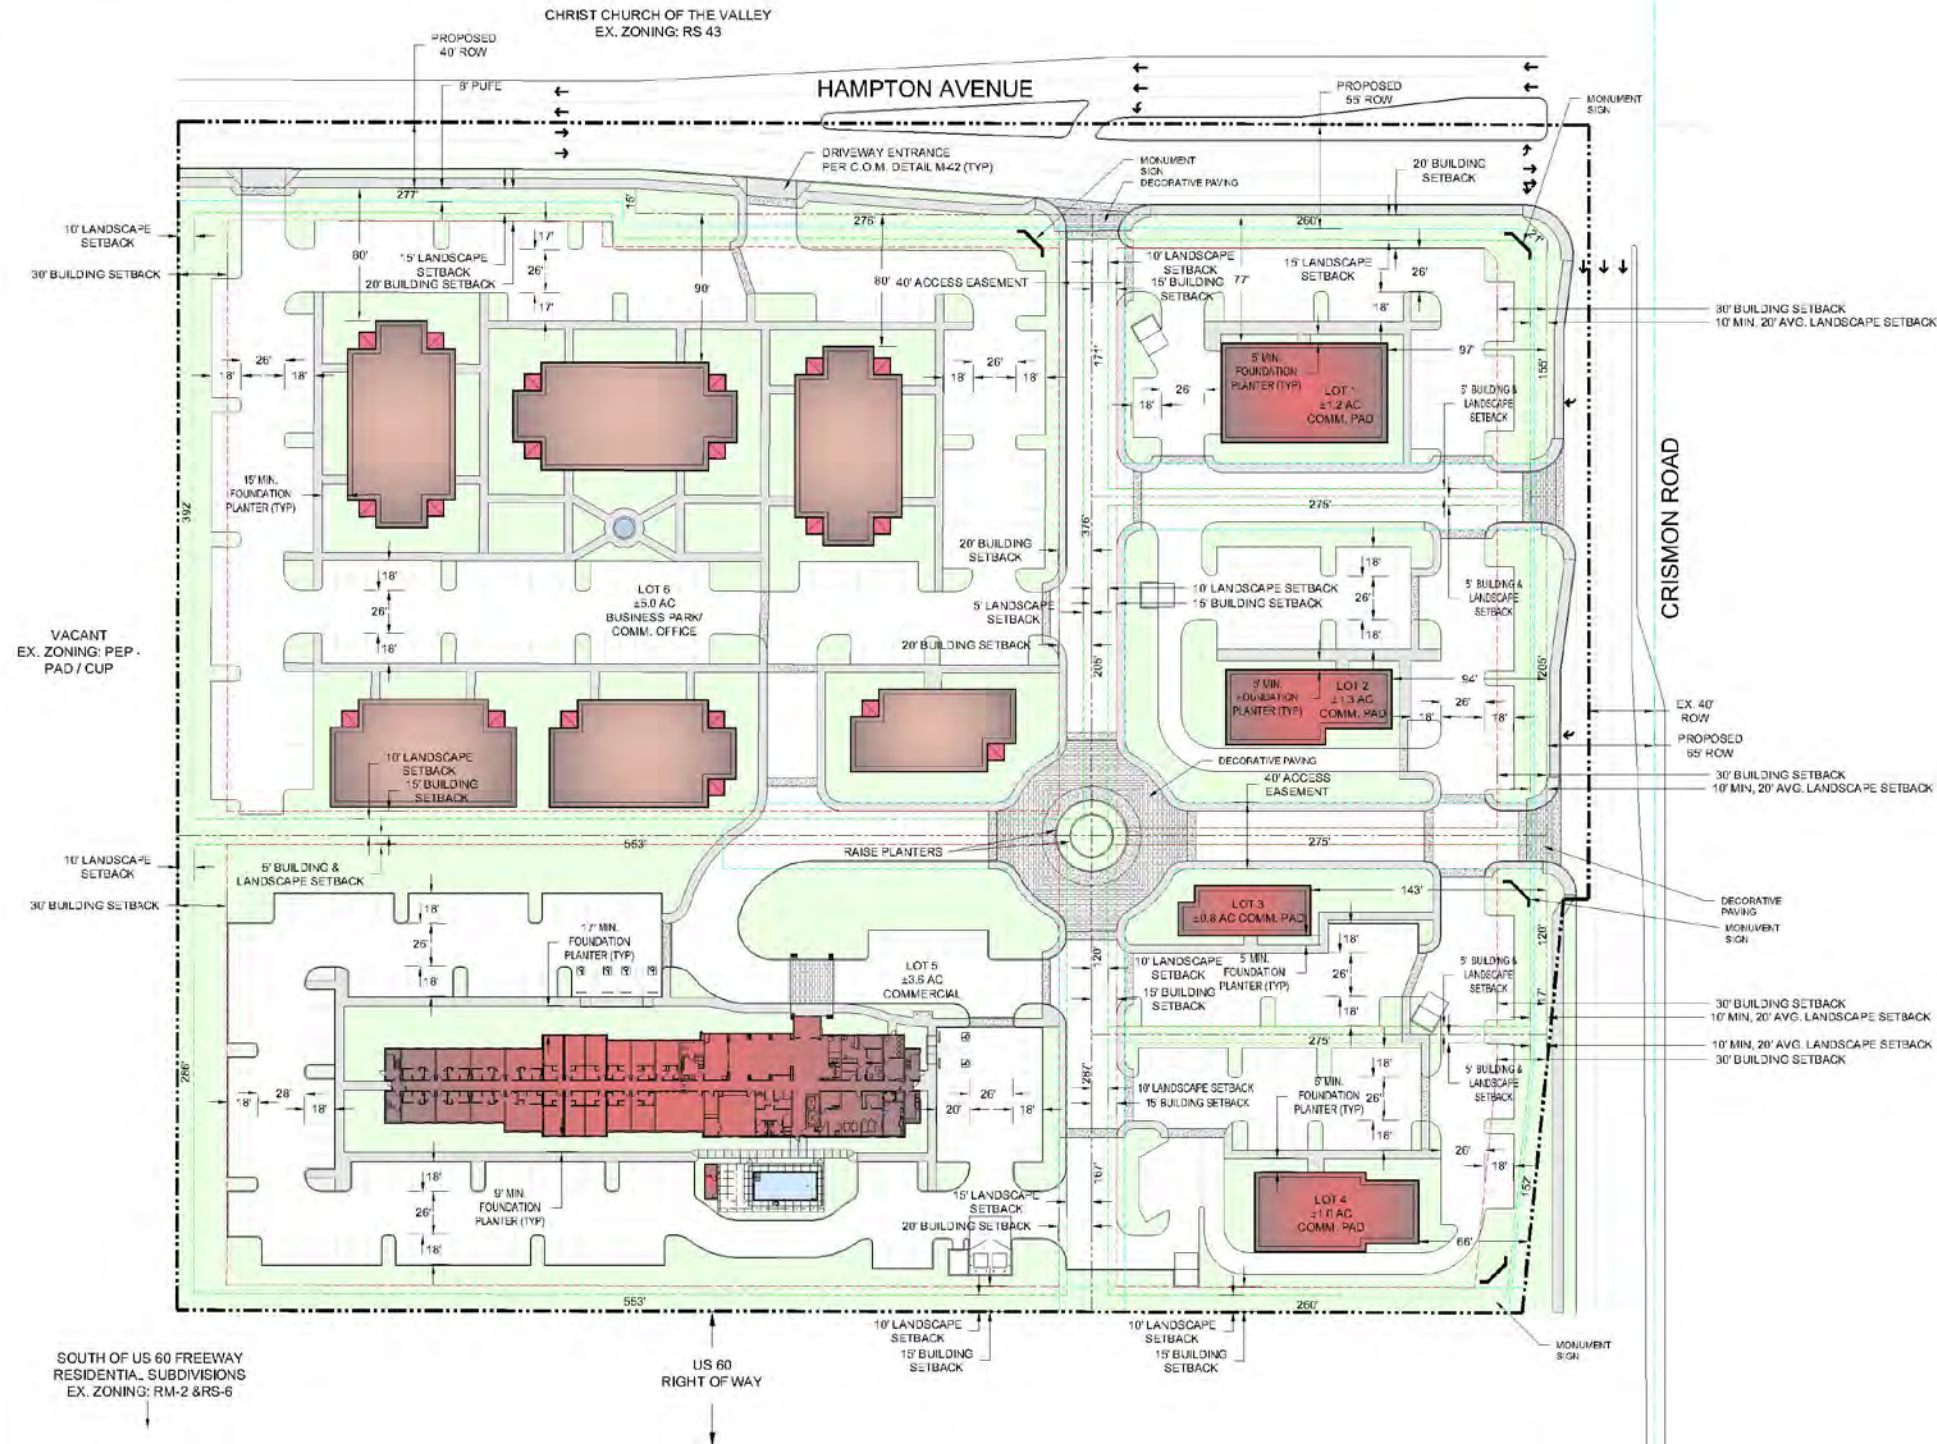 CHRIST CHURCH OF THE VALLEY
EX. ZONING: RS 43
PROPOSED
40' ROW
8' PUFE
HAMPTON AVENUE
PROPOSED
55' ROW
MONUMENT
SIGN
DRIVEWAY ENTRANCE
PER C.O.M. DETAIL M-42 (TYP)
MONUMENT
SIGN
DECORATIVE PAVING
20' BUILDING
SETBACK
277'
15'
276'
260'
21'
10' LANDSCAPE
SETBACK
30' BUILDING SETBACK
80'
15' LANDSCAPE
SETBACK
20' BUILDING SETBACK
17'
26'
17'
90'
80'
40' ACCESS EASEMENT
10' LANDSCAPE
SETBACK
15' BUILDING
SETBACK
77'
15' LANDSCAPE
SETBACK
26'
18'
30' BUILDING SETBACK
10' MIN, 20' AVG. LANDSCAPE SETBACK
26'
18'
18'
26'
18'
18'
171'
26'
18'
5' MIN.
FOUNDATION
PLANTER (TYP)
LOT 1
±1.2 AC
COMM. PAD
97'
155'
5' BUILDING &
LANDSCAPE
SETBACK
CRISMON ROAD
15' MIN.
FOUNDATION
PLANTER (TYP)
392'
376'
275'
20' BUILDING
SETBACK
18'
26'
18'
LOT 6
±5.0 AC
BUSINESS PARK/
COMM. OFFICE
5' LANDSCAPE
SETBACK
20' BUILDING SETBACK
10' LANDSCAPE SETBACK
15' BUILDING SETBACK
18'
26'
18'
5' BUILDING &
LANDSCAPE
SETBACK
VACANT
EX. ZONING: PEP -
PAD / CUP
205'
205'
5' MIN.
FOUNDATION
PLANTER (TYP)
LOT 2
±1.3 AC
COMM. PAD
94'
26'
18'
18'
EX. 40'
ROW
PROPOSED
65' ROW
10' LANDSCAPE
SETBACK
15' BUILDING
SETBACK
DECORATIVE PAVING
40' ACCESS
EASEMENT
30' BUILDING SETBACK
10' MIN, 20' AVG. LANDSCAPE SETBACK
553'
RAISE PLANTERS
275'
10' LANDSCAPE
SETBACK
5' BUILDING &
LANDSCAPE SETBACK
30' BUILDING SETBACK
LOT 3
±0.8 AC COMM. PAD
143'
DECORATIVE
PAVING
MONUMENT
SIGN
18'
26'
18'
17' MIN.
FOUNDATION
PLANTER (TYP)
LOT 5
±3.6 AC
COMMERCIAL
120'
10' LANDSCAPE
SETBACK
15' BUILDING
SETBACK
5' MIN.
FOUNDATION
PLANTER (TYP)
18'
26'
18'
120'
5' BUILDING &
LANDSCAPE
SETBACK
17'
30' BUILDING SETBACK
10' MIN, 20' AVG. LANDSCAPE SETBACK
275'
10' MIN, 20' AVG. LANDSCAPE SETBACK
30' BUILDING SETBACK
286'
28'
18'
18'
26'
20'
18'
287'
10' LANDSCAPE SETBACK
15' BUILDING SETBACK
5' MIN.
FOUNDATION
PLANTER (TYP)
18'
26'
18'
5' BUILDING &
LANDSCAPE
SETBACK
26'
18'
18'
26'
18'
9' MIN.
FOUNDATION
PLANTER (TYP)
15' LANDSCAPE
SETBACK
20' BUILDING SETBACK
167'
LOT 4
±1.0 AC
COMM. PAD
66'
157'
553'
260'
10' LANDSCAPE
SETBACK
15' BUILDING
SETBACK
10' LANDSCAPE
SETBACK
15' BUILDING
SETBACK
MONUMENT
SIGN
SOUTH OF US 60 FREEWAY
RESIDENTIAL SUBDIVISIONS
EX. ZONING: RM-2 &RS-6
US 60
RIGHT OF WAY